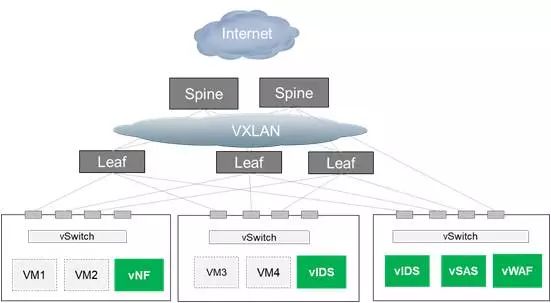 Internet
Spine
Spine
VXLAN
Leaf
Leaf
Leaf
vSwitch
VM1
VM2
vNF
vSwitch
VM3
VM4
vIDS
vSwitch
vIDS
vSAS
vWAF